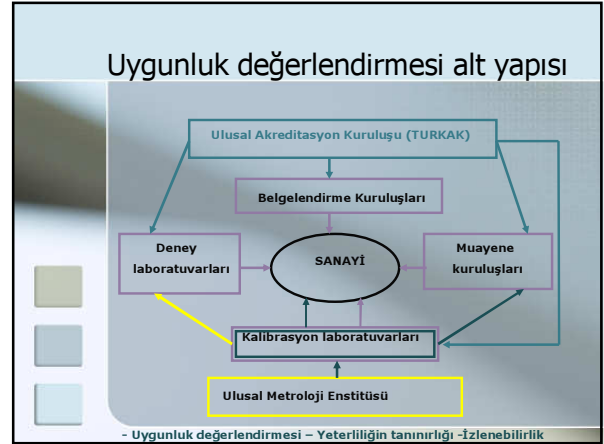 Uygunluk değerlendirmesi alt yapısı
Ulusal Akreditasyon Kuruluşu (TURKAK)
Belgelendirme Kuruluşları
Deney
laboratuvarları
SANAYİ
Muayene
kuruluşları
Kalibrasyon laboratuvarları
Ulusal Metroloji Enstitüsü
- Uygunluk değerlendirmesi – Yeterliliğin tanınırlığı -İzlenebilirlik